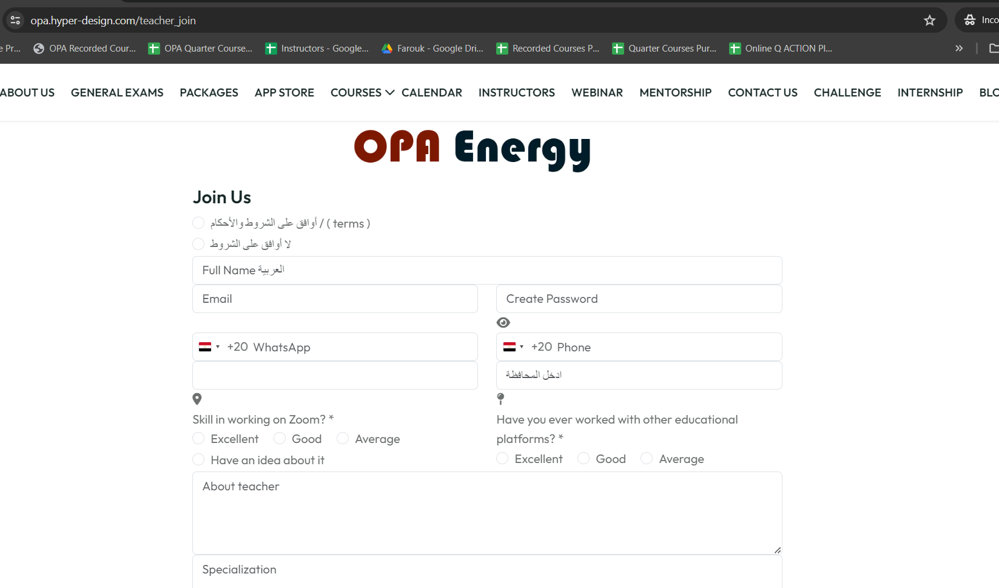 opa.hyper-design.com/teacher_join
Inco
e Pr... OPA Recorded Cour... OPA Quarter Course... Instructors - Google... Farouk - Google Dri... Recorded Courses P... Quarter Courses Pur... Online Q ACTION Pl...
ABOUT US GENERAL EXAMS PACKAGES APP STORE COURSES CALENDAR INSTRUCTORS WEBINAR MENTORSHIP CONTACT US CHALLENGE INTERNSHIP BLO
OPA Energy
Join Us
أوافق على الشروط والأحكام / ( terms )
لا أوافق على الشروط
Full Name العربية
Email Create Password
+20 WhatsApp +20 Phone
ادخل المحافظة
Skill in working on Zoom? *
Excellent Good Average
Have an idea about it
Have you ever worked with other educational
platforms? *
Excellent Good Average
About teacher
Specialization